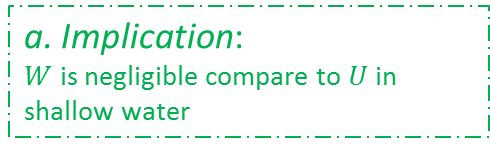 a. Implication:
W is negligible compare to U in
shallow water